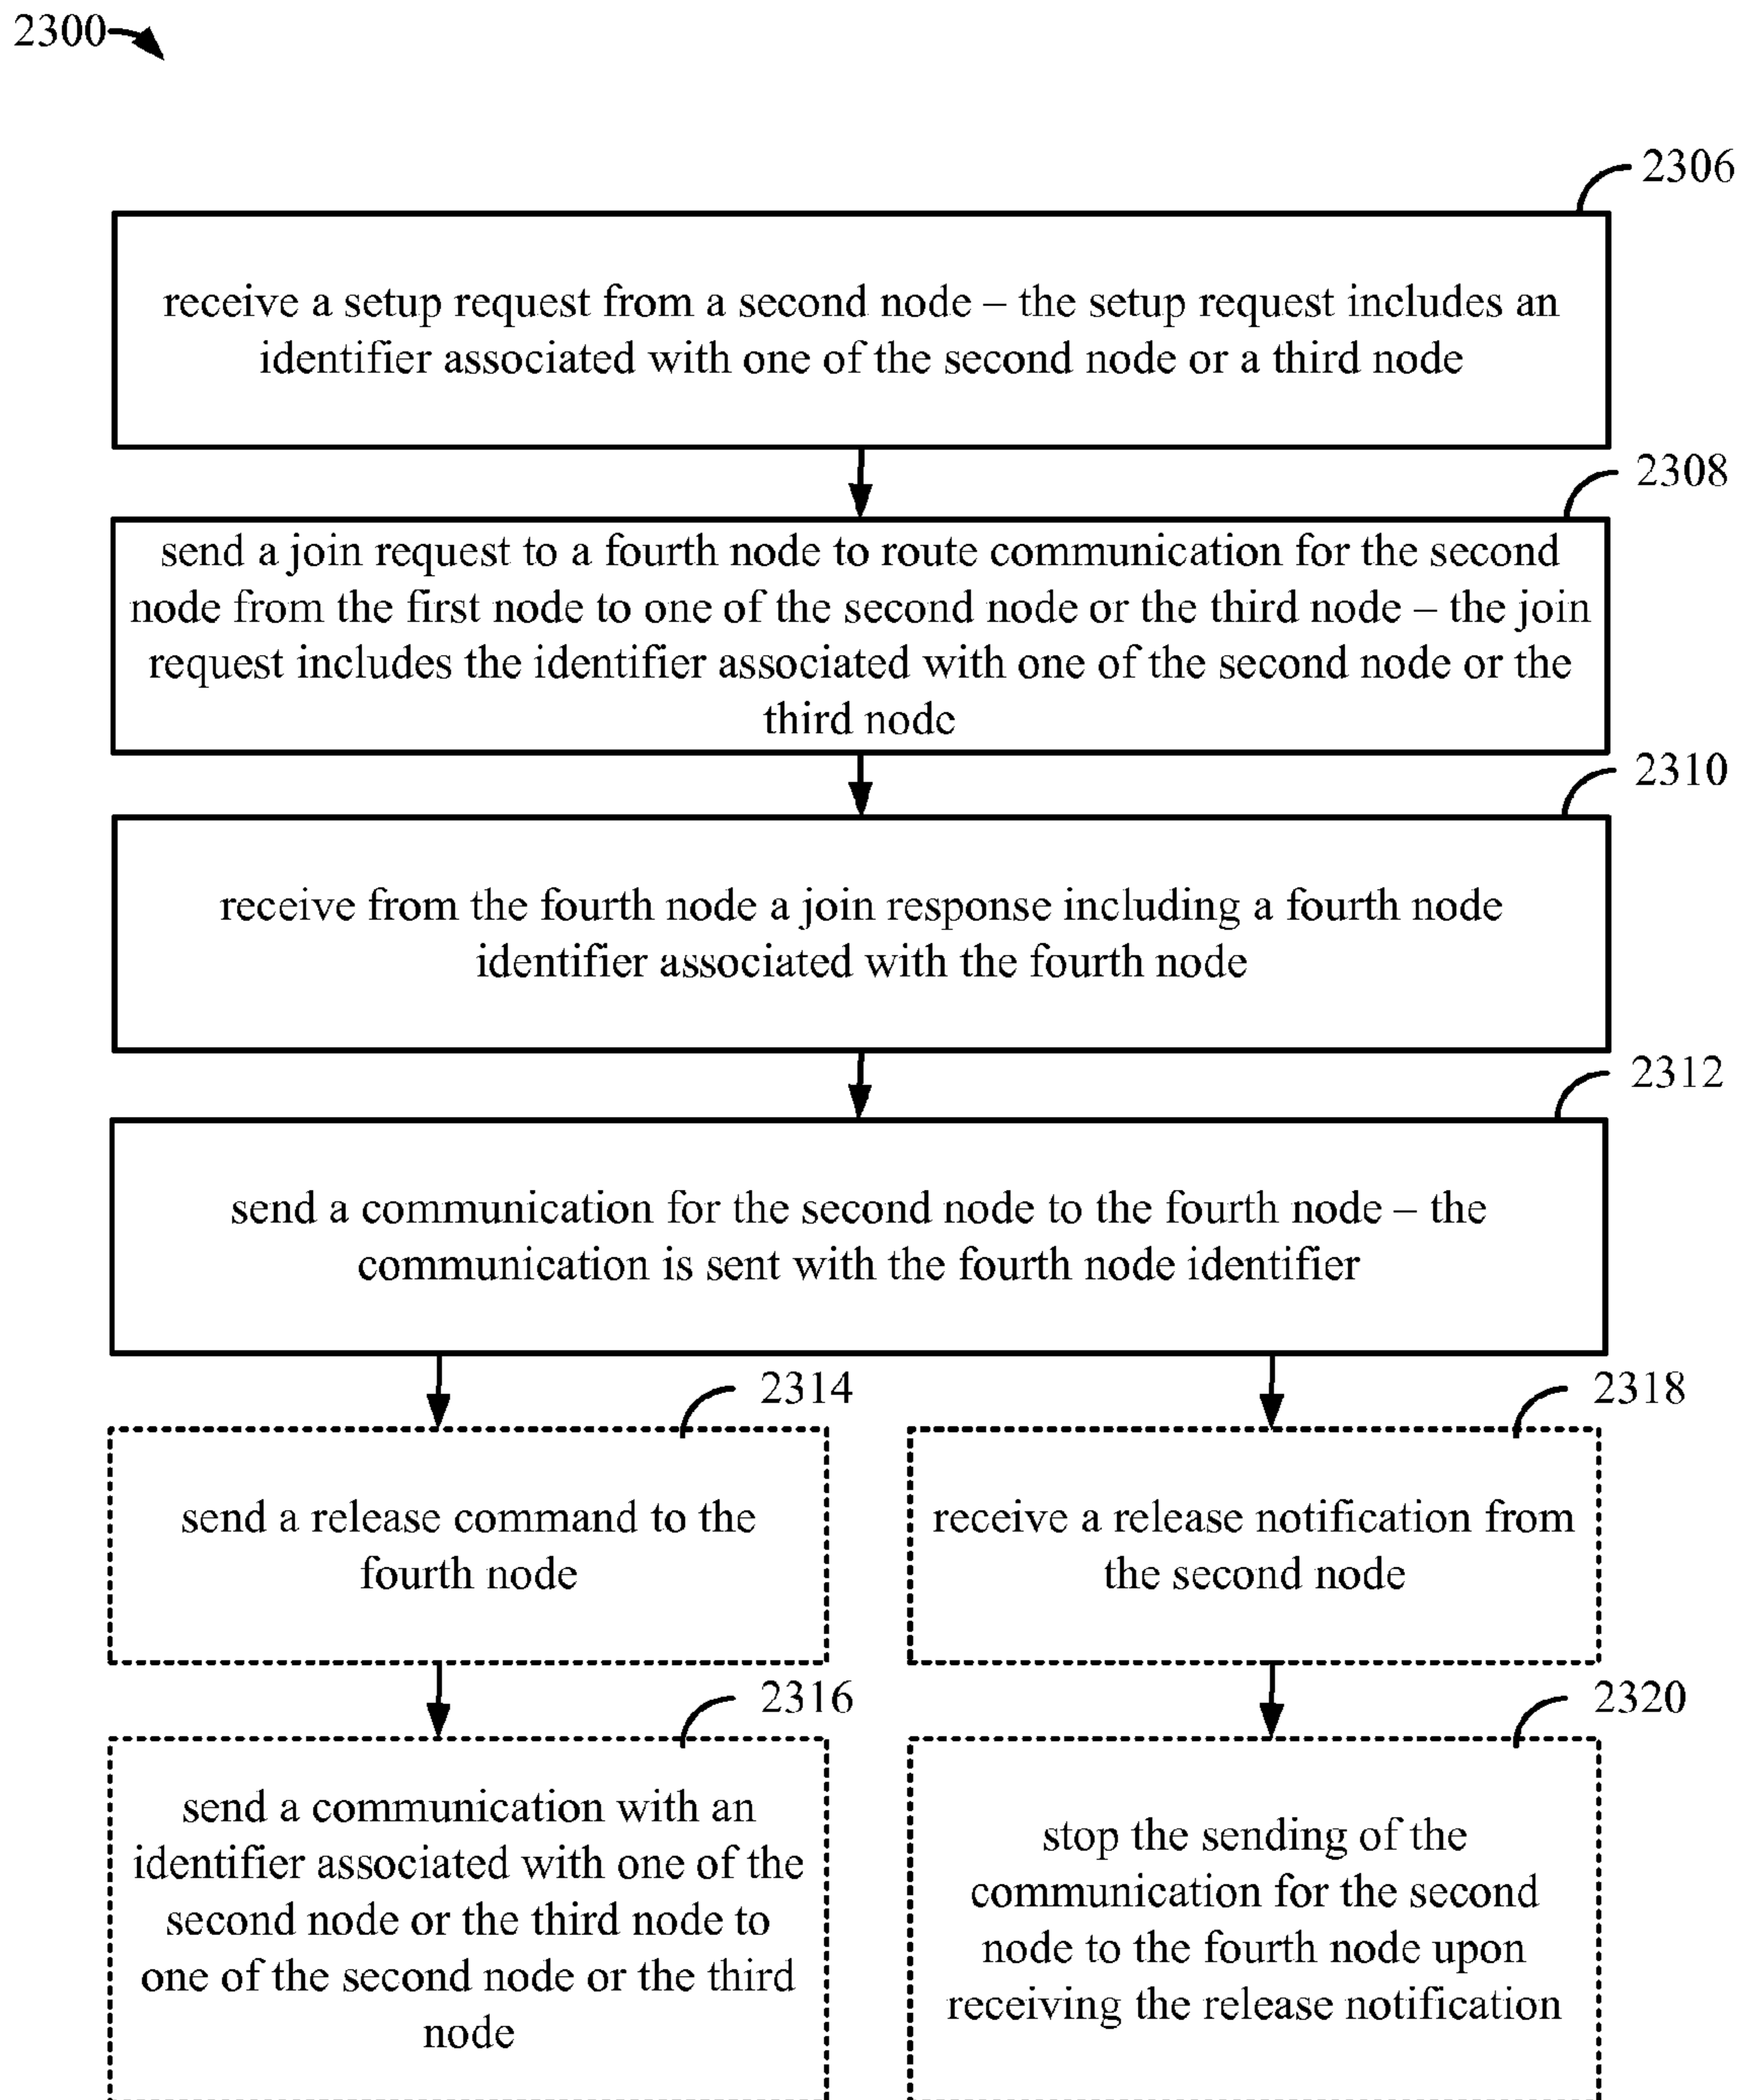 2300
2306
receive a setup request from a second node – the setup request includes an
identifier associated with one of the second node or a third node
2308
send a join request to a fourth node to route communication for the second
node from the first node to one of the second node or the third node – the join
request includes the identifier associated with one of the second node or the
third node
2310
receive from the fourth node a join response including a fourth node
identifier associated with the fourth node
2312
send a communication for the second node to the fourth node – the
communication is sent with the fourth node identifier
2314
send a release command to the
fourth node
2318
receive a release notification from
the second node
2316
send a communication with an
identifier associated with one of the
second node or the third node to
one of the second node or the third
node
2320
stop the sending of the
communication for the second
node to the fourth node upon
receiving the release notification